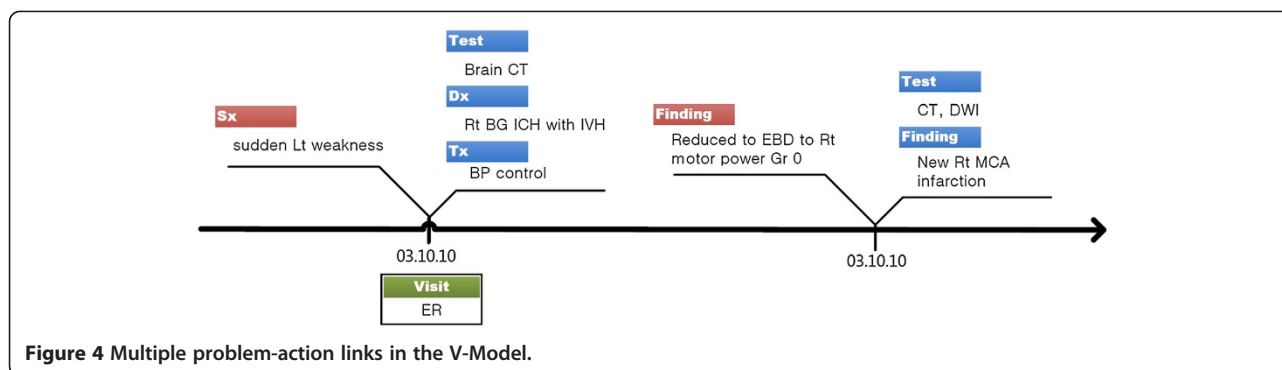 Sx
sudden Lt weakness
Test
Brain CT
Dx
Rt BG ICH with IVH
Tx
BP control
03.10.10
Visit
ER
Finding
Reduced to EBD to Rt
motor power Gr 0
Test
CT, DWI
Finding
New Rt MCA
infarction
03.10.10
Figure 4 Multiple problem-action links in the V-Model.